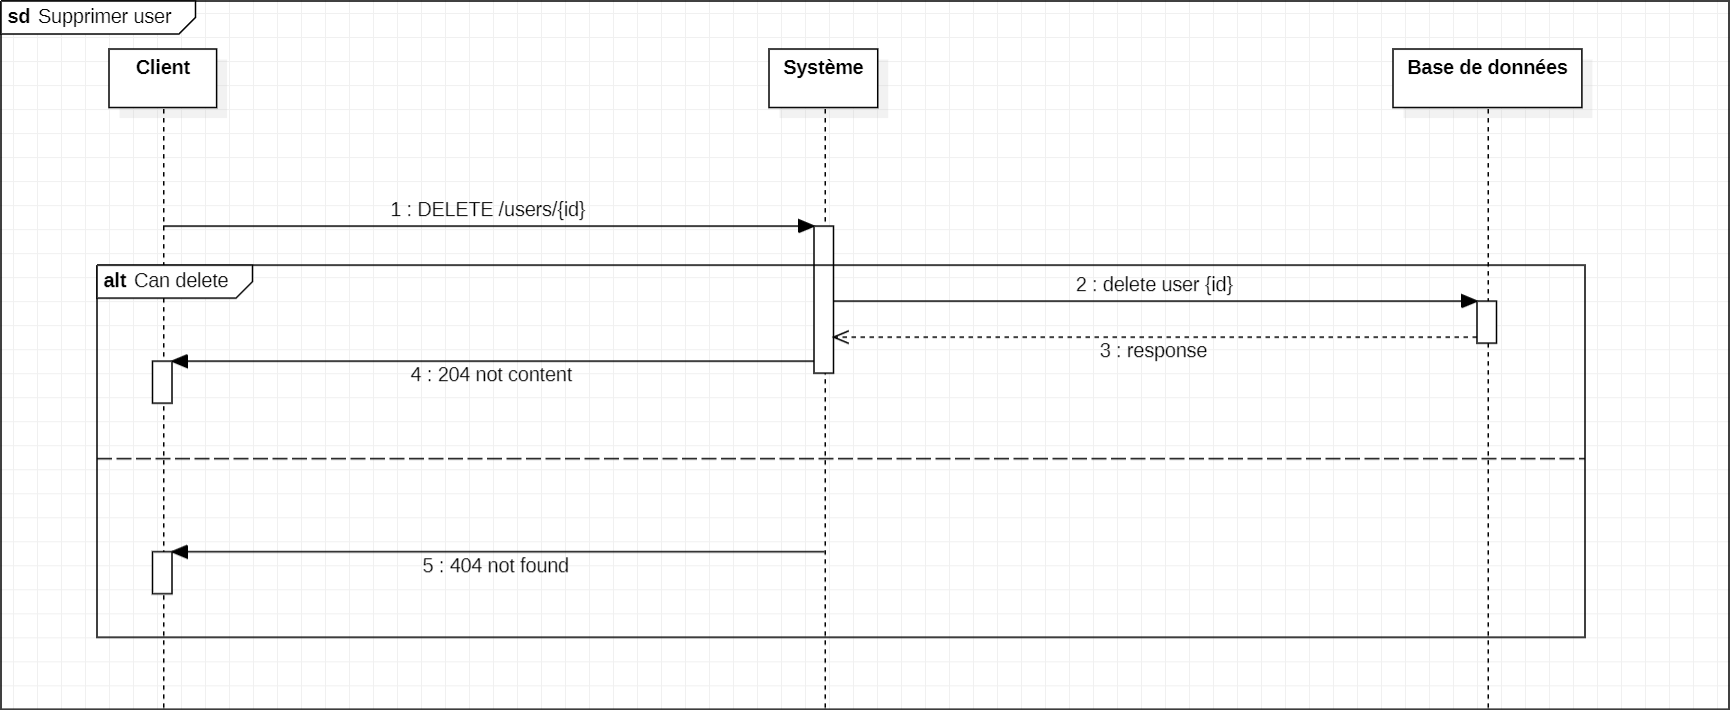 sd Supprimer user
Client
Système
Base de données
1 : DELETE /users/{id}
alt Can delete
2 : delete user {id}
3 : response
4 : 204 not content
5 : 404 not found